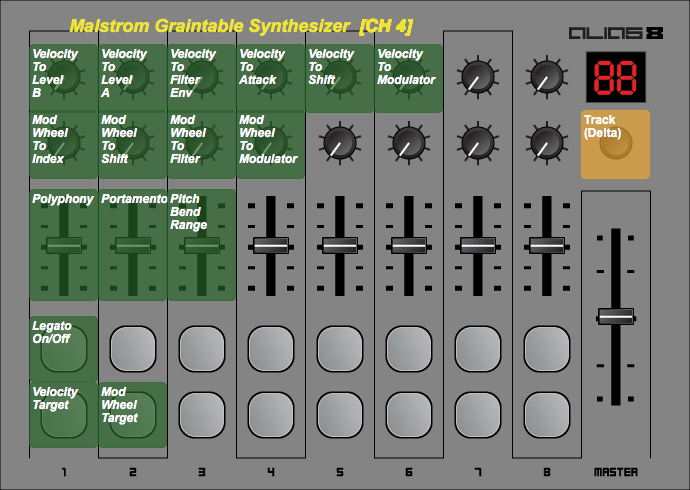 Malstrom Graintable Synthesizer [CH 4]
ALIAS 8
Velocity To Level B
Velocity To Level A
Velocity To Filter Env
Velocity To Attack
Velocity To Shift
Velocity To Modulator
88
Mod Wheel To Index
Mod Wheel To Shift
Mod Wheel To Filter
Mod Wheel To Modulator
Track (Delta)
Polyphony
Portamento
Pitch Bend Range
Legato On/Off
Velocity Target
Mod Wheel Target
1 2 3 4 5 6 7 8 MASTER